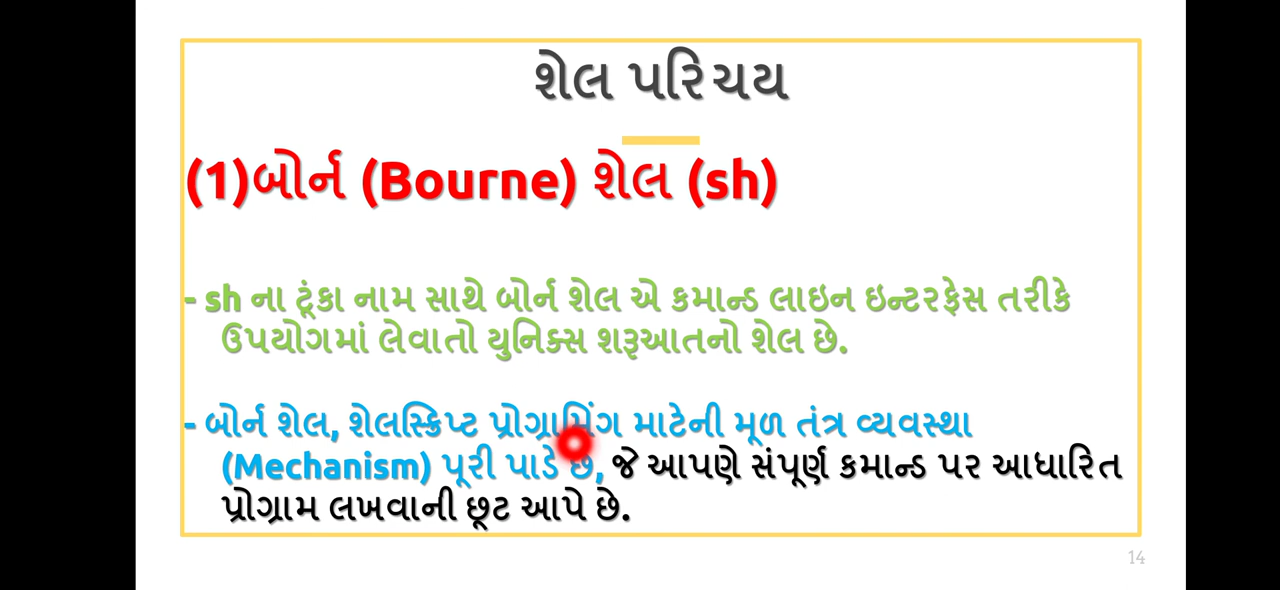 શેલ પરિચય
(1)બોર્ન (Bourne) શેલ (sh)
- sh ના ટૂંકા નામ સાથે બોર્ન શેલ એ કમાન્ડ લાઇન ઇન્ટરફેસ તરીકે
ઉપયોગમાં લેવાતો યુનિક્સ શરૂઆતનો શેલ છે.
- બોર્ન શેલ, શેલસ્ક્રિપ્ટ પ્રોગ્રામિંગ માટેની મૂળ તંત્ર વ્યવસ્થા
(Mechanism) પૂરી પાડે છે, જે આપણે સંપૂર્ણ કમાન્ડ પર આધારિત
પ્રોગ્રામ લખવાની છૂટ આપે છે.
14